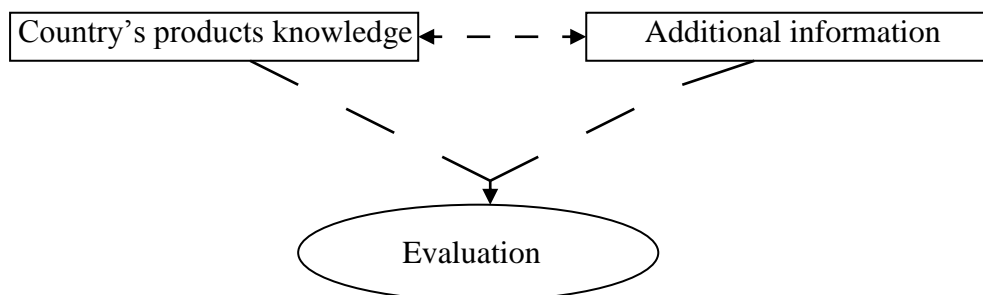 Country’s products knowledge
Additional information
Evaluation